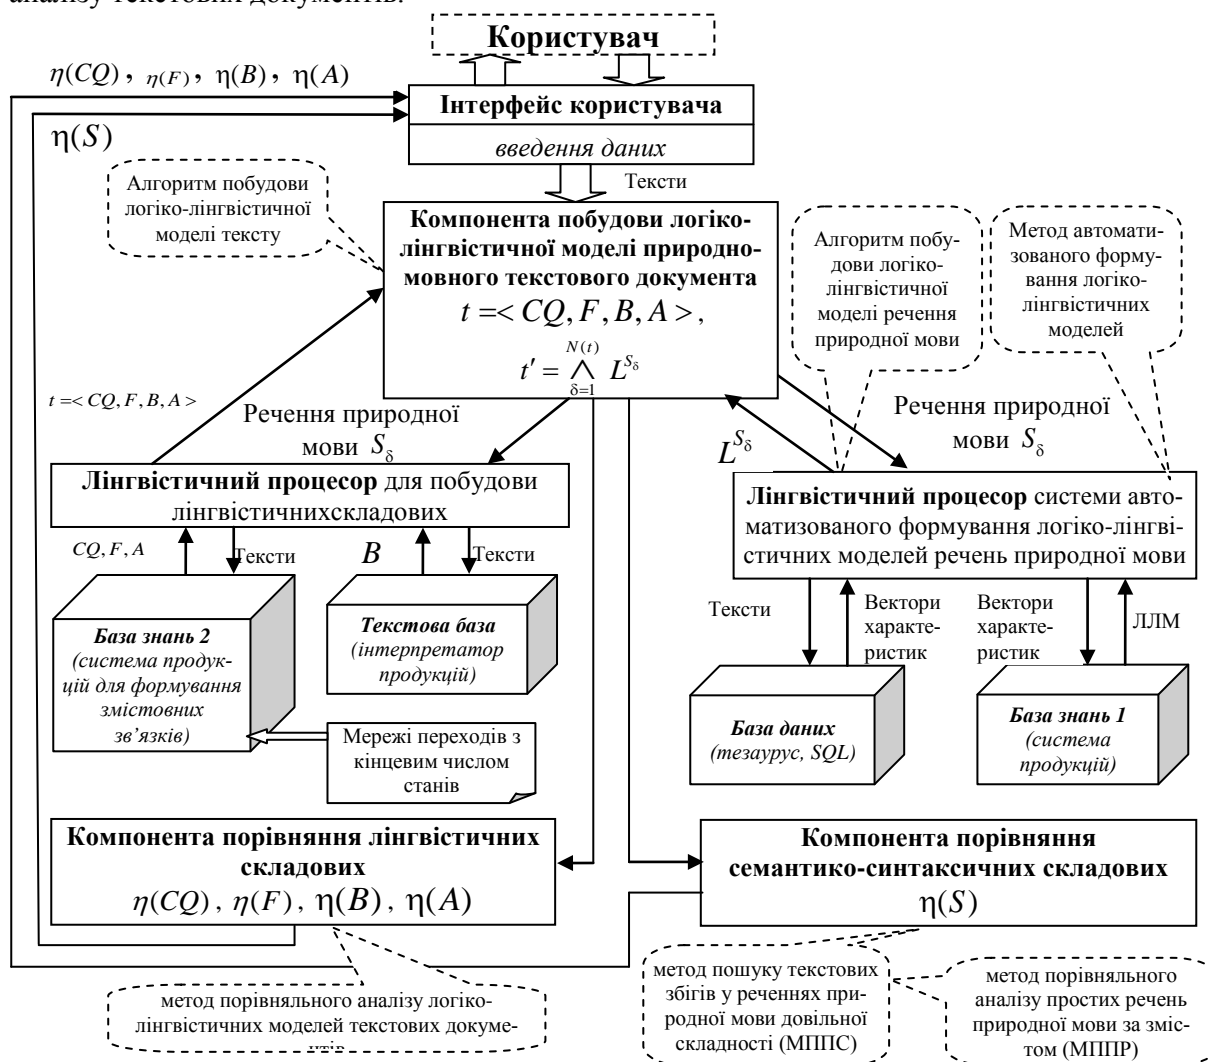 аналізу текстових документів.
Користувач
η(CQ), η(F), η(B), η(A)
Інтерфейс користувача
η(S)
введення даних
Тексти
Алгоритм побудови
логіко-лінгвістичної
моделі тексту
Компонента побудови логіко-
лінгвістичної моделі природно-
мовного текстового документа
t =< CQ, F, B, A > ,
N(t)
t′ = ∧ L^{S_δ}
δ=1
Алгоритм побу-
дови логіко-
лінгвістичної
моделі речення
природної мови
Метод автомати-
зованого форму-
вання логіко-
лінгвістичних
моделей
t =< CQ, F, B, A >
Речення природної
мови S_δ
L^{S_δ}
Речення природної
мови S_δ
Лінгвістичний процесор для побудови
лінгвістичнихскладових
Лінгвістичний процесор системи авто-
матизованого формування логіко-лінгві-
стичних моделей речень природної мови
CQ, F, A
Тексти
B
Тексти
База знань 2
(система продук-
цій для формування
змістовних
зв’язків)
Текстова база
(інтерпретатор
продукцій)
Тексти
Вектори
характе-
ристик
Вектори
характе-
ристик
ЛЛМ
База даних
(тезаурус, SQL)
База знань 1
(система
продукцій)
Мережі переходів з
кінцевим числом
станів
Компонента порівняння лінгвістичних
складових
η(CQ), η(F), η(B), η(A)
Компонента порівняння
семантико-синтаксичних складових
η(S)
метод порівняльного аналізу логіко-
лінгвістичних моделей текстових докуме-
нтів
метод пошуку текстових
збігів у реченнях при-
родної мови довільної
складності (МППС)
метод порівняльного
аналізу простих речень
природної мови за зміс-
том (МППР)